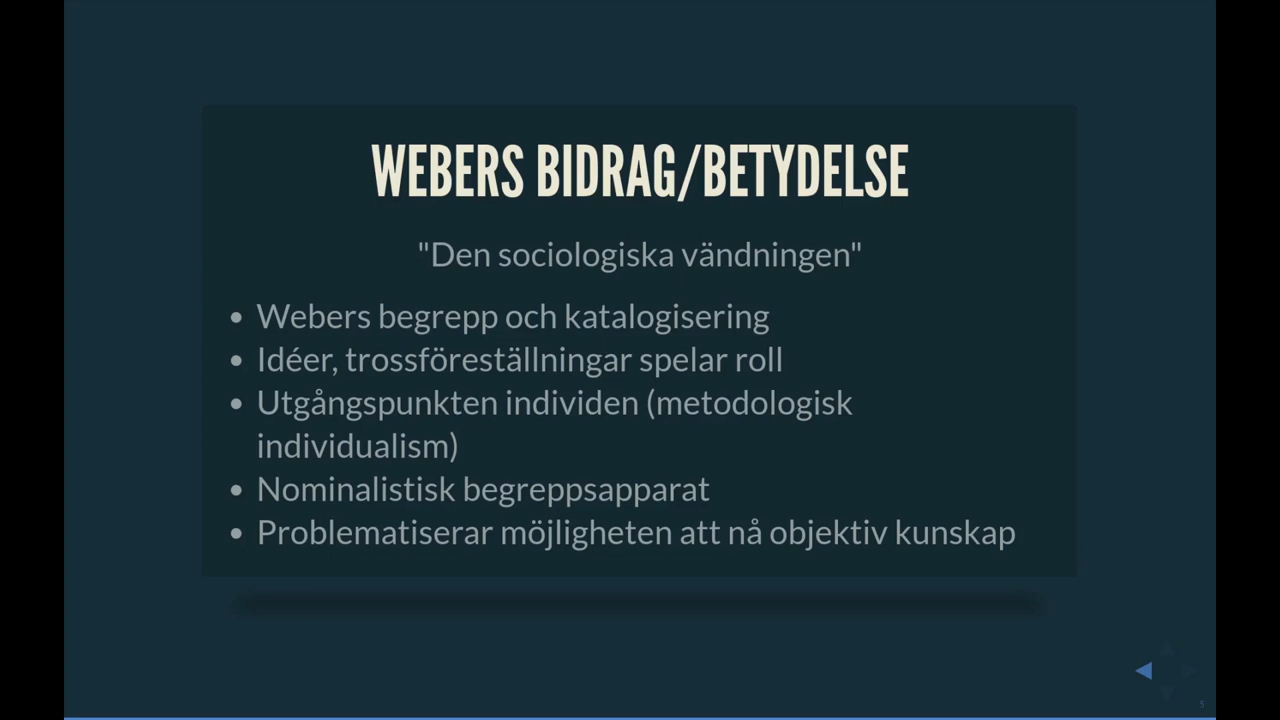 WEBERS BIDRAG/BETYDELSE
"Den sociologiska vändningen"
• Webers begrepp och katalogisering
• Idéer, trossföreställningar spelar roll
• Utgångspunkten individen (metodologisk
individualism)
• Nominalistisk begreppsapparat
• Problematiserar möjligheten att nå objektiv kunskap
5